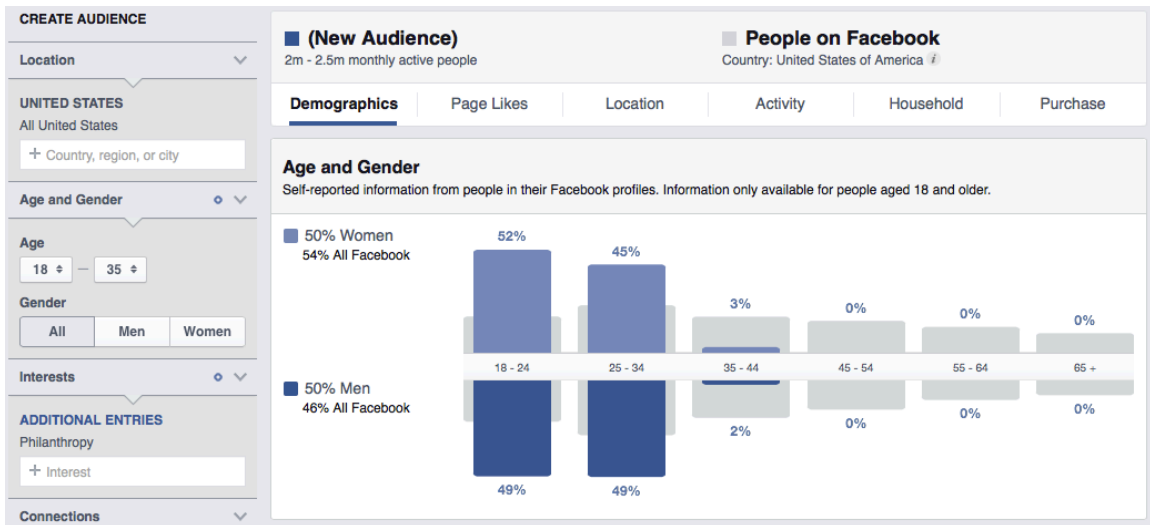 CREATE AUDIENCE
Location
UNITED STATES
All United States
+ Country, region, or city
Age and Gender
Age
18 – 35
Gender
All Men Women
Interests
ADDITIONAL ENTRIES
Philanthropy
+ Interest
Connections
(New Audience)
2m - 2.5m monthly active people
People on Facebook
Country: United States of America i
Demographics Page Likes Location Activity Household Purchase
Age and Gender
Self-reported information from people in their Facebook profiles. Information only available for people aged 18 and older.
50% Women
54% All Facebook
52% 45% 3% 0% 0% 0%
18 - 24 25 - 34 35 - 44 45 - 54 55 - 64 65 +
50% Men
46% All Facebook
49% 49% 2% 0% 0% 0%